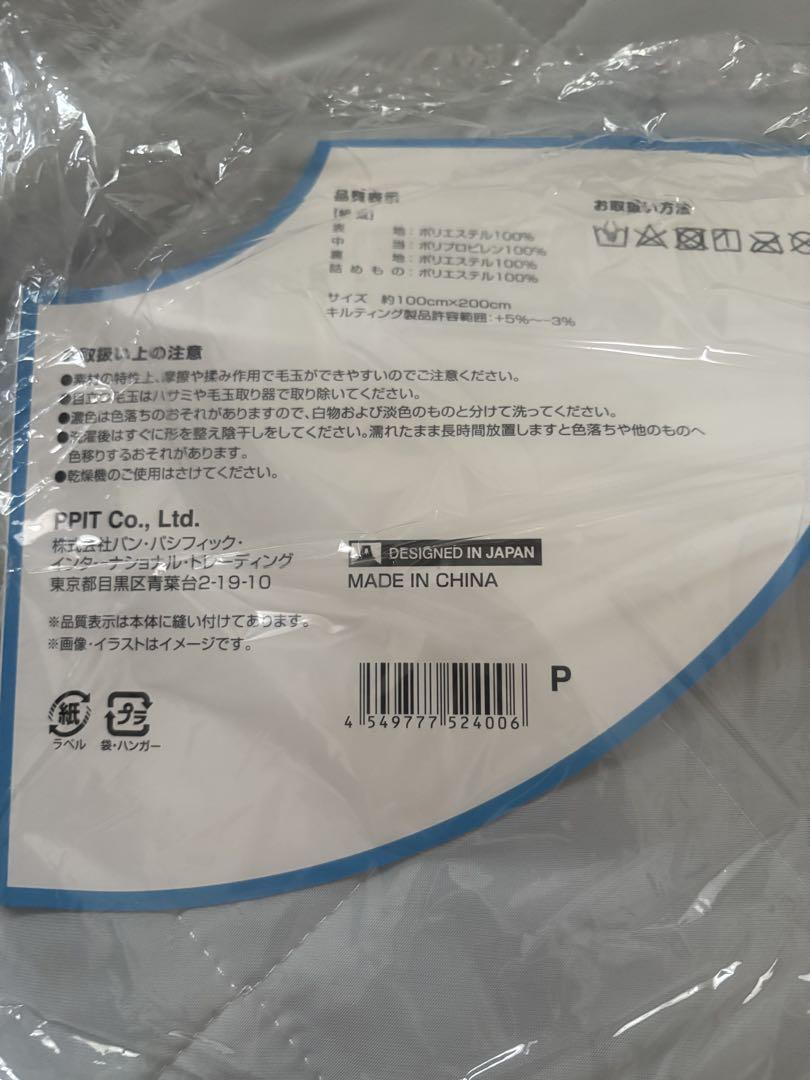 品質表示
表 地：ポリエステル100%
中 当：ポリプロピレン100%
裏 地：ポリエステル100%
詰めもの：ポリエステル100%
サイズ 約100cm×200cm
キルティング製品許容範囲：+5%〜−3%
お取扱い方法
取扱い上の注意
●素材の特性上、摩擦や揉み作用で毛玉ができやすいのでご注意ください。
●目立つ毛玉はハサミや毛玉取り器で取り除いてください。
●濃色は色落ちのおそれがありますので、白物および淡色のものと分けて洗ってください。
●洗濯後はすぐに形を整え陰干しをしてください。濡れたまま長時間放置しますと色落ちや他のものへ
色移りするおそれがあります。
●乾燥機のご使用はさけてください。
PPIT Co., Ltd.
株式会社パン・パシフィック・
インターナショナル・トレーディング
東京都目黒区青葉台2-19-10
DESIGNED IN JAPAN
MADE IN CHINA
※品質表示は本体に縫い付けてあります。
※画像・イラストはイメージです。
紙
ラベル
プラ
袋・ハンガー
4 549777 524006
P